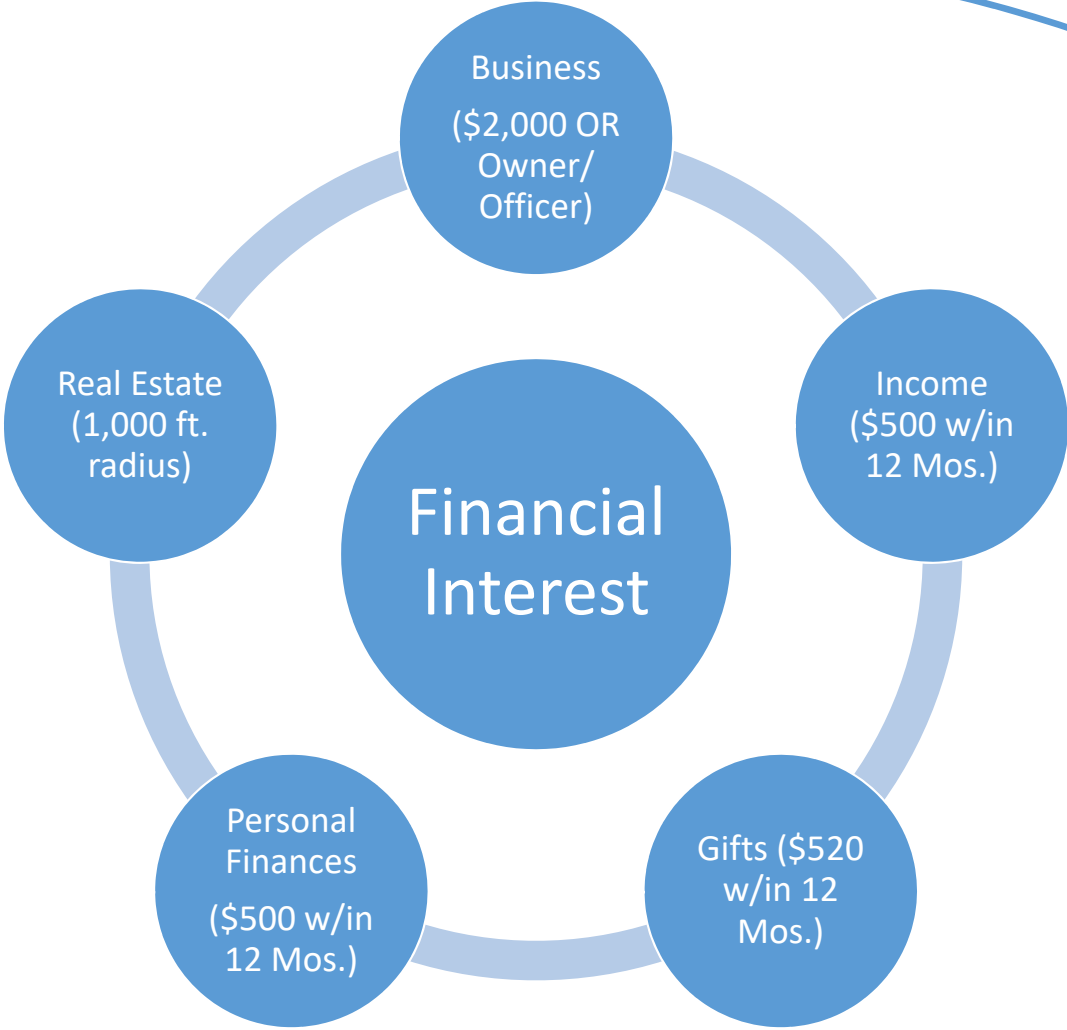 Business
($2,000 OR
Owner/
Officer)
Real Estate
(1,000 ft.
radius)
Income
($500 w/in
12 Mos.)
Financial
Interest
Personal
Finances
($500 w/in
12 Mos.)
Gifts ($520
w/in 12
Mos.)